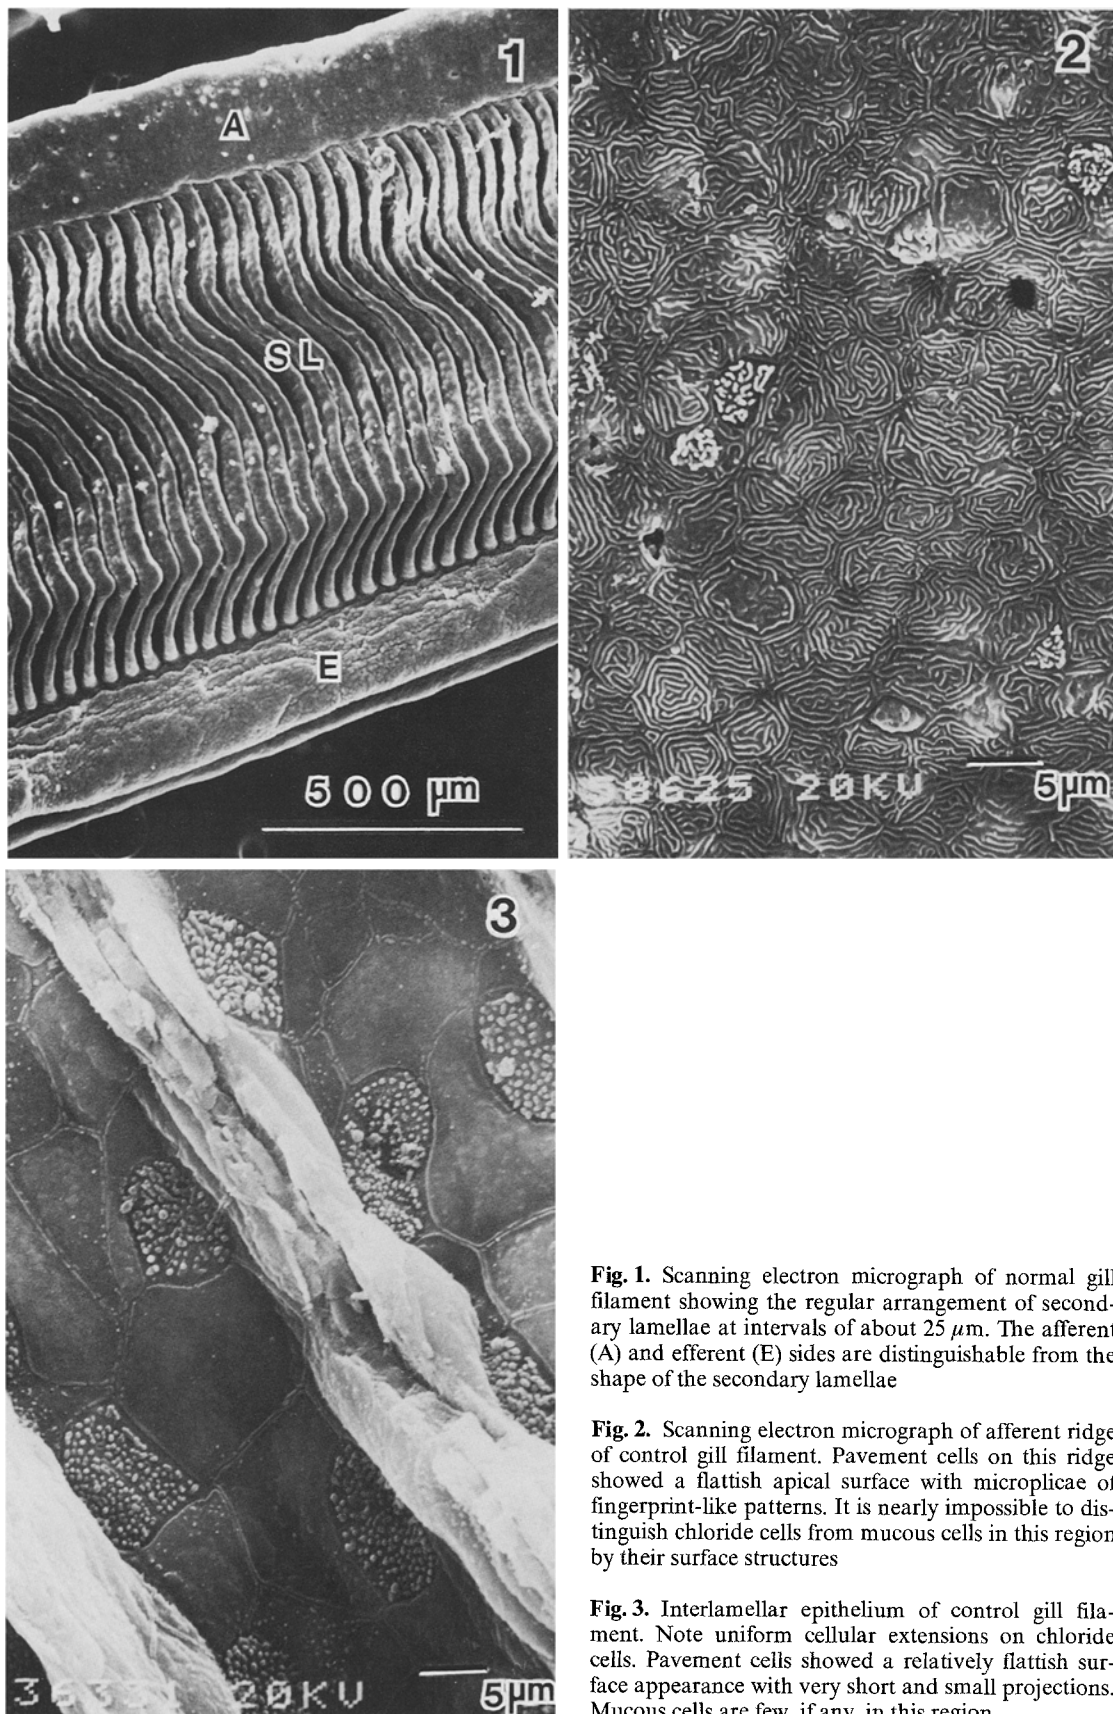 1
A
S L
E
500 µm
2
58625 20KU
5µm
3
20KU
5µm
Fig. 1. Scanning electron micrograph of normal gill
filament showing the regular arrangement of second-
ary lamellae at intervals of about 25 µm. The afferent
(A) and efferent (E) sides are distinguishable from the
shape of the secondary lamellae
Fig. 2. Scanning electron micrograph of afferent ridge
of control gill filament. Pavement cells on this ridge
showed a flattish apical surface with microplicae of
fingerprint-like patterns. It is nearly impossible to dis-
tinguish chloride cells from mucous cells in this region
by their surface structures
Fig. 3. Interlamellar epithelium of control gill fila-
ment. Note uniform cellular extensions on chloride
cells. Pavement cells showed a relatively flattish sur-
face appearance with very short and small projections.
Mucous cells are few, if any, in this region